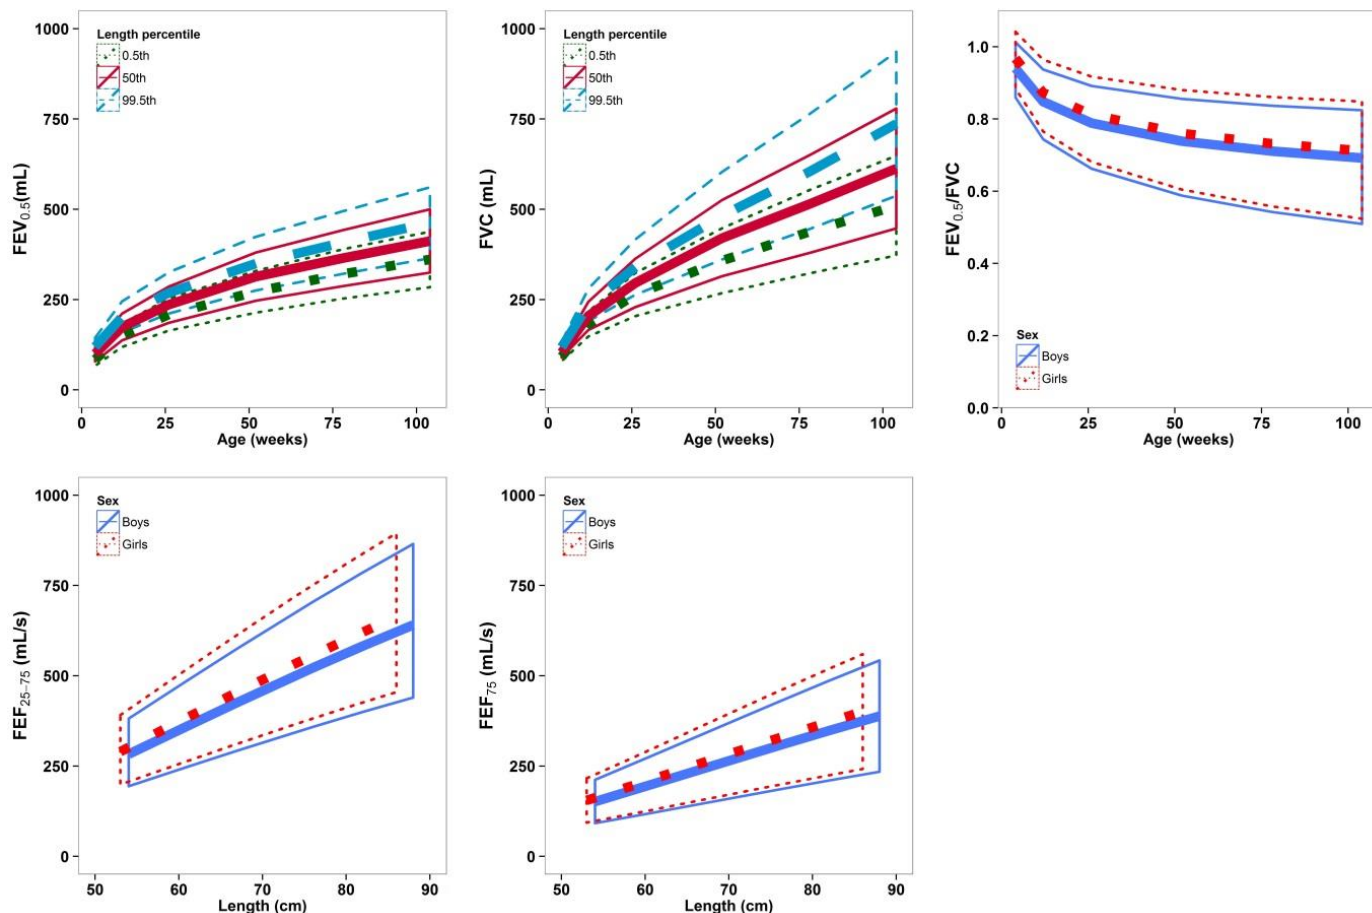 1000
750
500
250
0
FEV0.5(mL)
Length percentile
0.5th
50th
99.5th
0 25 50 75 100
Age (weeks)
1000
750
500
250
0
FVC (mL)
Length percentile
0.5th
50th
99.5th
0 25 50 75 100
Age (weeks)
1.0
0.8
0.6
0.4
0.2
0.0
FEV0.5/FVC
Sex
Boys
Girls
0 25 50 75 100
Age (weeks)
1000
750
500
250
0
FEF25−75 (mL/s)
Sex
Boys
Girls
50 60 70 80 90
Length (cm)
1000
750
500
250
0
FEF75 (mL/s)
Sex
Boys
Girls
50 60 70 80 90
Length (cm)